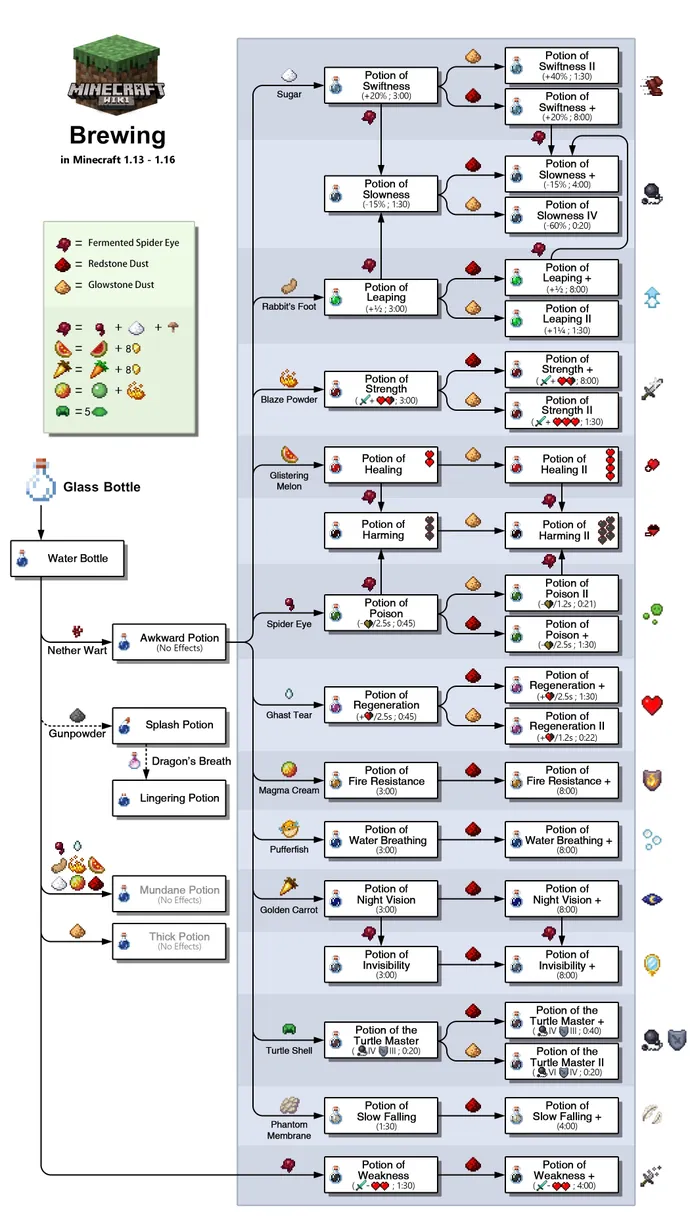 MINECRAFT
WIKI
Brewing
in Minecraft 1.13 - 1.16
= Fermented Spider Eye
= Redstone Dust
= Glowstone Dust
= + +
= + 8
= + 8
= +
= 5
Glass Bottle
Water Bottle
Nether Wart
Awkward Potion
(No Effects)
Gunpowder
Splash Potion
Dragon's Breath
Lingering Potion
Mundane Potion
(No Effects)
Thick Potion
(No Effects)
Sugar
Potion of
Swiftness
(+20% ; 3:00)
Potion of
Swiftness II
(+40% ; 1:30)
Potion of
Swiftness +
(+20% ; 8:00)
Potion of
Slowness
(-15% ; 1:30)
Potion of
Slowness +
(-15% ; 4:00)
Potion of
Slowness IV
(-60% ; 0:20)
Rabbit's Foot
Potion of
Leaping
(+½ ; 3:00)
Potion of
Leaping +
(+½ ; 8:00)
Potion of
Leaping II
(+1¼ ; 1:30)
Blaze Powder
Potion of
Strength
( + ; 3:00)
Potion of
Strength +
( + ; 8:00)
Potion of
Strength II
( + ; 1:30)
Glistering
Melon
Potion of
Healing
Potion of
Healing II
Potion of
Harming
Potion of
Harming II
Spider Eye
Potion of
Poison
(- /2.5s ; 0:45)
Potion of
Poison II
(- /1.2s ; 0:21)
Potion of
Poison +
(- /2.5s ; 1:30)
Ghast Tear
Potion of
Regeneration
(+ /2.5s ; 0:45)
Potion of
Regeneration +
(+ /2.5s ; 1:30)
Potion of
Regeneration II
(+ /1.2s ; 0:22)
Magma Cream
Potion of
Fire Resistance
(3:00)
Potion of
Fire Resistance +
(8:00)
Pufferfish
Potion of
Water Breathing
(3:00)
Potion of
Water Breathing +
(8:00)
Golden Carrot
Potion of
Night Vision
(3:00)
Potion of
Night Vision +
(8:00)
Potion of
Invisibility
(3:00)
Potion of
Invisibility +
(8:00)
Turtle Shell
Potion of the
Turtle Master
( IV III ; 0:20)
Potion of the
Turtle Master +
( IV III ; 0:40)
Potion of the
Turtle Master II
( VI IV ; 0:20)
Phantom
Membrane
Potion of
Slow Falling
(1:30)
Potion of
Slow Falling +
(4:00)
Potion of
Weakness
( - ; 1:30)
Potion of
Weakness +
( - ; 4:00)